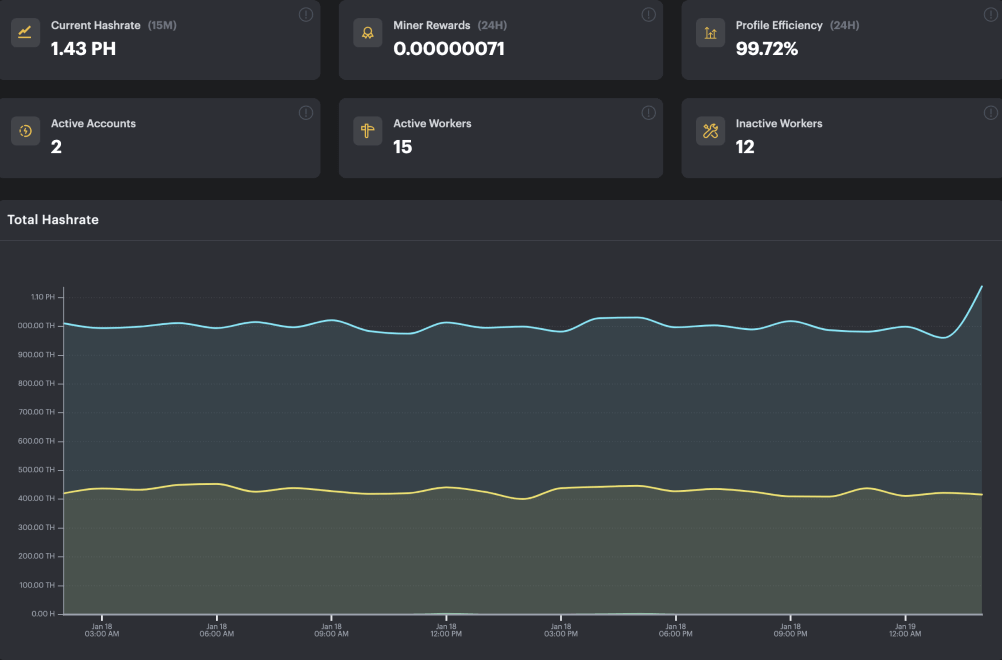 Current Hashrate (15M)
1.43 PH
Miner Rewards (24H)
0.00000071
Profile Efficiency (24H)
99.72%
Active Accounts
2
Active Workers
15
Inactive Workers
12
Total Hashrate
1.10 PH
000.00 TH
900.00 TH
800.00 TH
700.00 TH
600.00 TH
500.00 TH
400.00 TH
300.00 TH
200.00 TH
100.00 TH
0.00 H
Jan 18
03:00 AM
Jan 18
06:00 AM
Jan 18
09:00 AM
Jan 18
12:00 PM
Jan 18
03:00 PM
Jan 18
06:00 PM
Jan 18
09:00 PM
Jan 19
12:00 AM